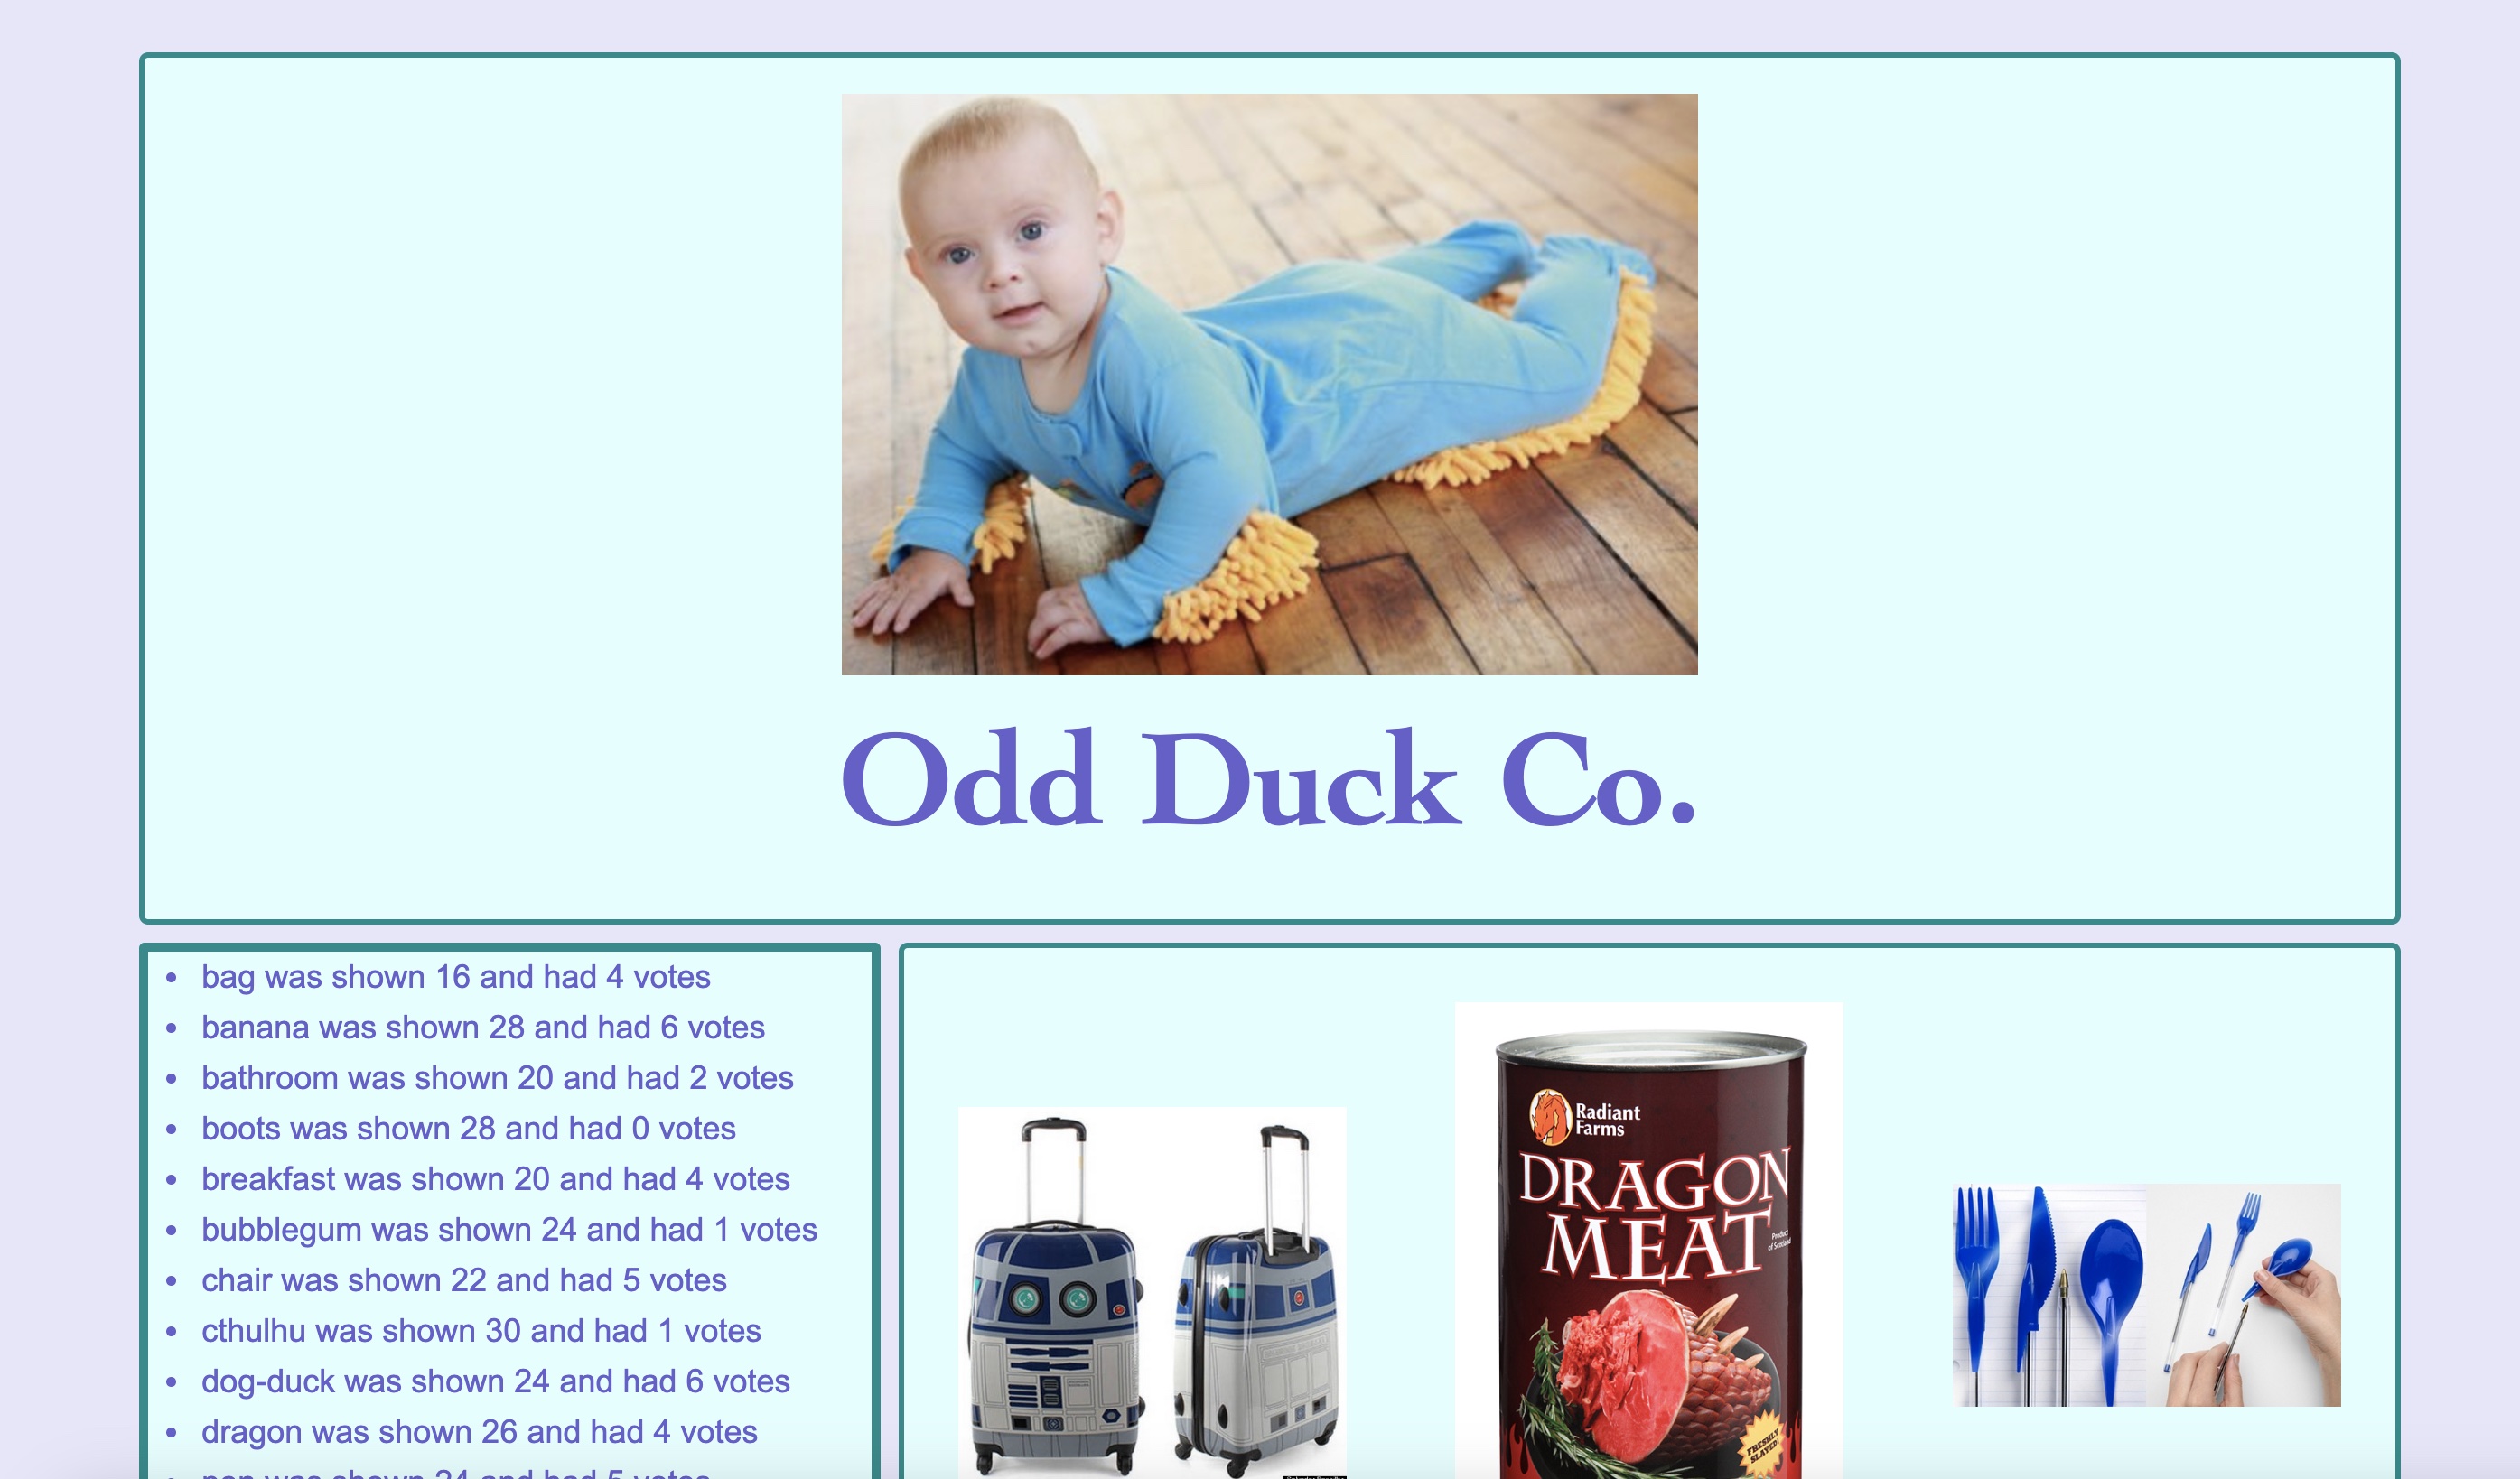 Odd Duck Co.
bag was shown 16 and had 4 votes
banana was shown 28 and had 6 votes
bathroom was shown 20 and had 2 votes
boots was shown 28 and had 0 votes
breakfast was shown 20 and had 4 votes
bubblegum was shown 24 and had 1 votes
chair was shown 22 and had 5 votes
cthulhu was shown 30 and had 1 votes
dog-duck was shown 24 and had 6 votes
dragon was shown 26 and had 4 votes
Radiant
Farms
DRAGON
MEAT
Product
of Scotland
FRESHLY
SLAYED!